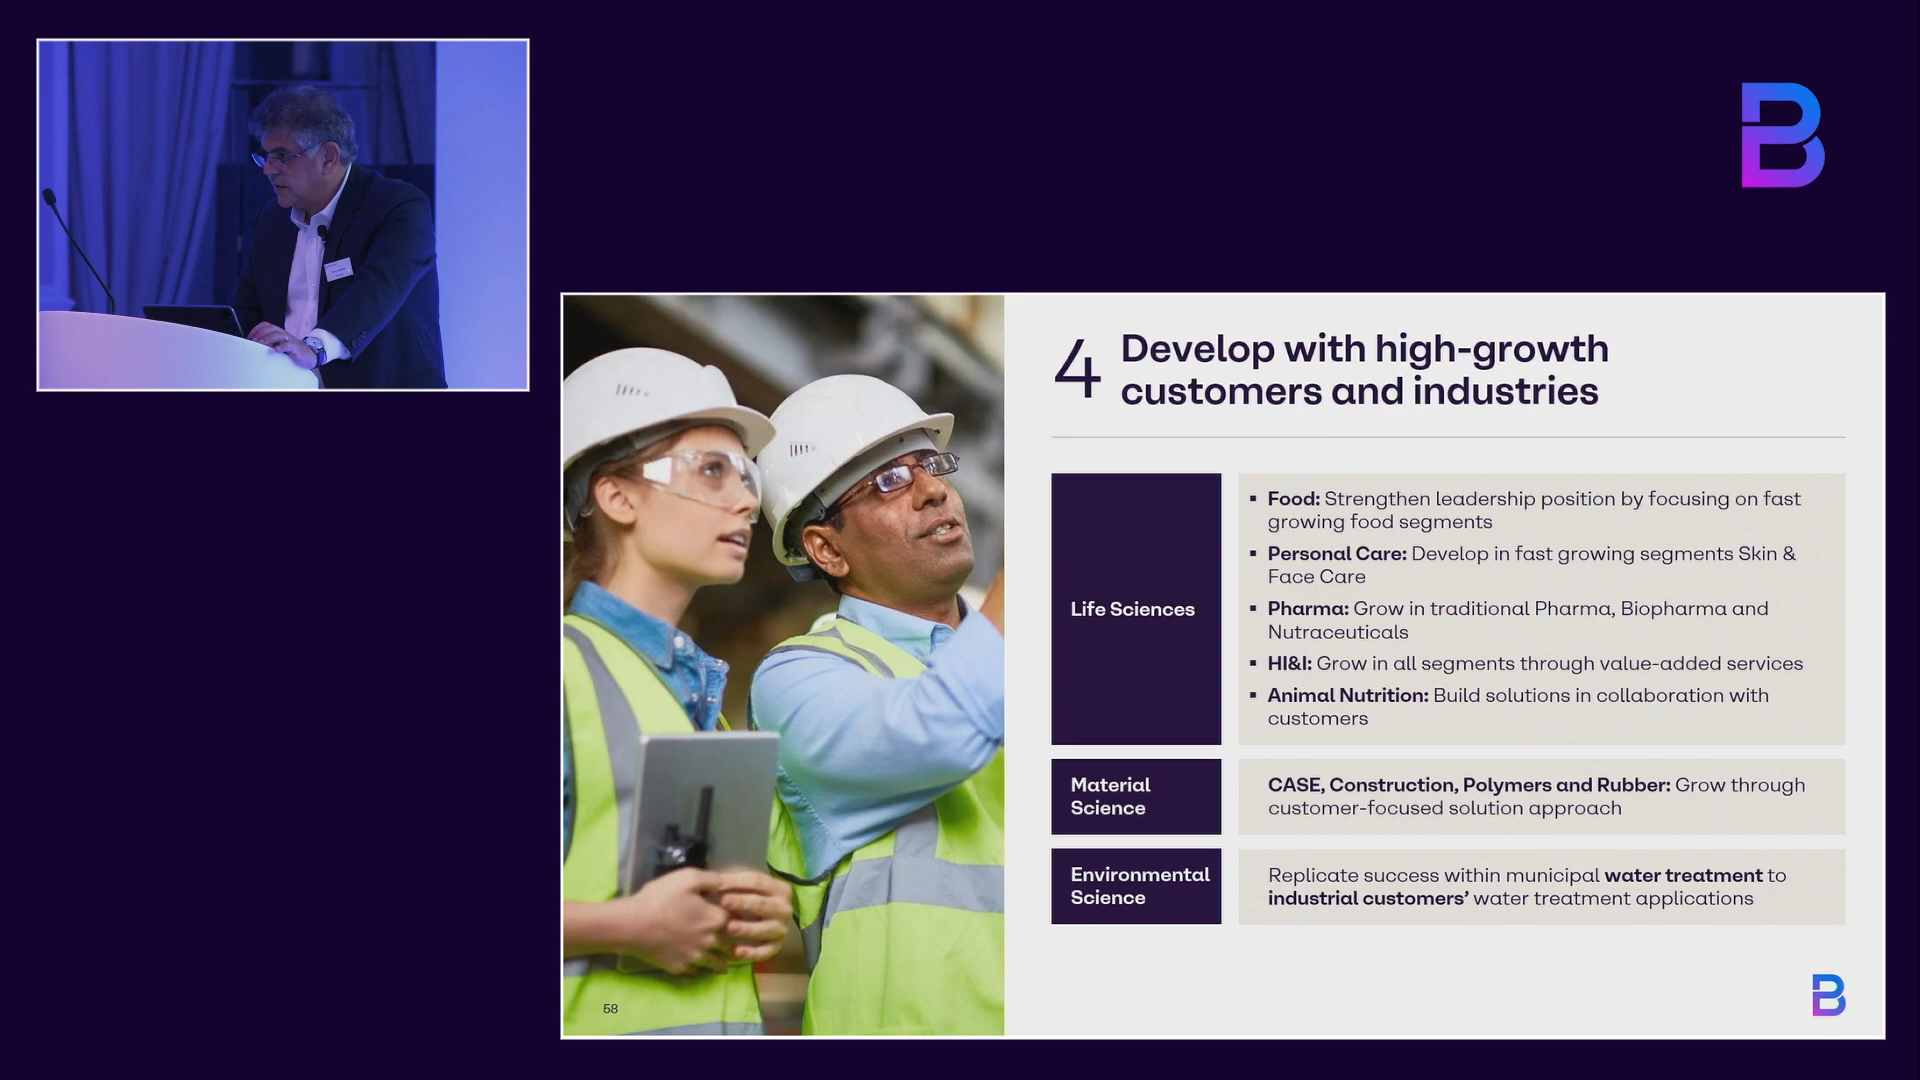 4
Develop with high-growth
customers and industries
Life Sciences
▪ Food: Strengthen leadership position by focusing on fast
growing food segments
▪ Personal Care: Develop in fast growing segments Skin &
Face Care
▪ Pharma: Grow in traditional Pharma, Biopharma and
Nutraceuticals
▪ HI&I: Grow in all segments through value-added services
▪ Animal Nutrition: Build solutions in collaboration with
customers
Material
Science
CASE, Construction, Polymers and Rubber: Grow through
customer-focused solution approach
Environmental
Science
Replicate success within municipal water treatment to
industrial customers’ water treatment applications
58